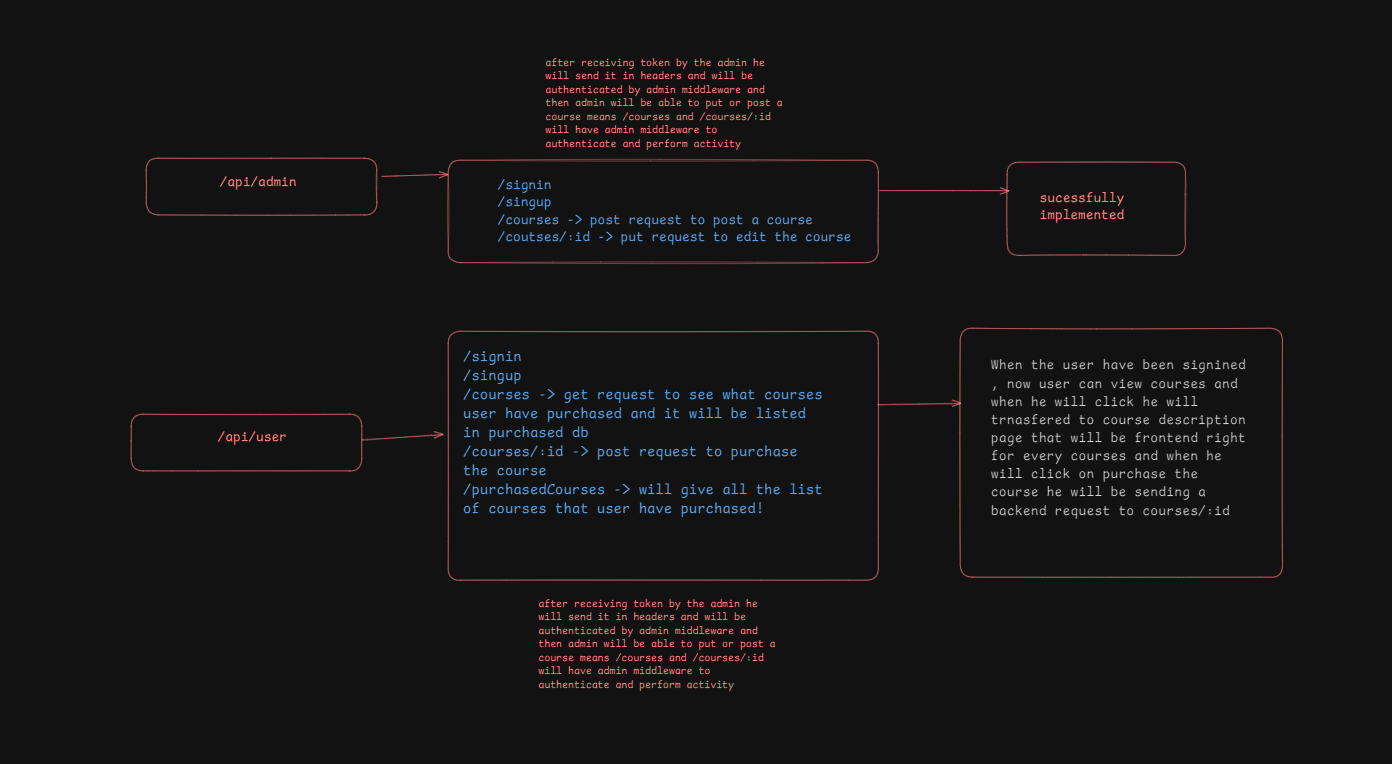 after receiving token by the admin he
will send it in headers and will be
authenticated by admin middleware and
then admin will be able to put or post a
course means /courses and /courses/:id
will have admin middleware to
authenticate and perform activity
/api/admin
/signin
/singup
/courses -> post request to post a course
/coutses/:id -> put request to edit the course
sucessfully
implemented
/api/user
/signin
/singup
/courses -> get request to see what courses
user have purchased and it will be listed
in purchased db
/courses/:id -> post request to purchase
the course
/purchasedCourses -> will give all the list
of courses that user have purchased!
When the user have been signined
, now user can view courses and
when he will click he will
trnasfered to course description
page that will be frontend right
for every courses and when he
will click on purchase the
course he will be sending a
backend request to courses/:id
after receiving token by the admin he
will send it in headers and will be
authenticated by admin middleware and
then admin will be able to put or post a
course means /courses and /courses/:id
will have admin middleware to
authenticate and perform activity